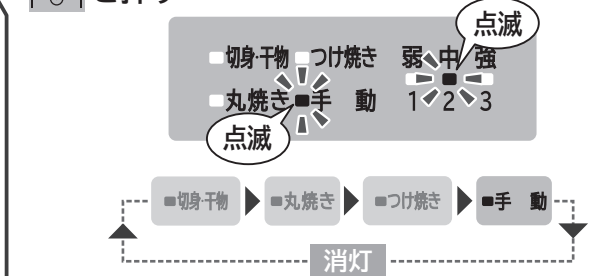 を押す
点滅
切身・干物 つけ焼き 弱 中 強
丸焼き 手 動 1 2 3
点滅
切身・干物 丸焼き つけ焼き 手 動
消灯